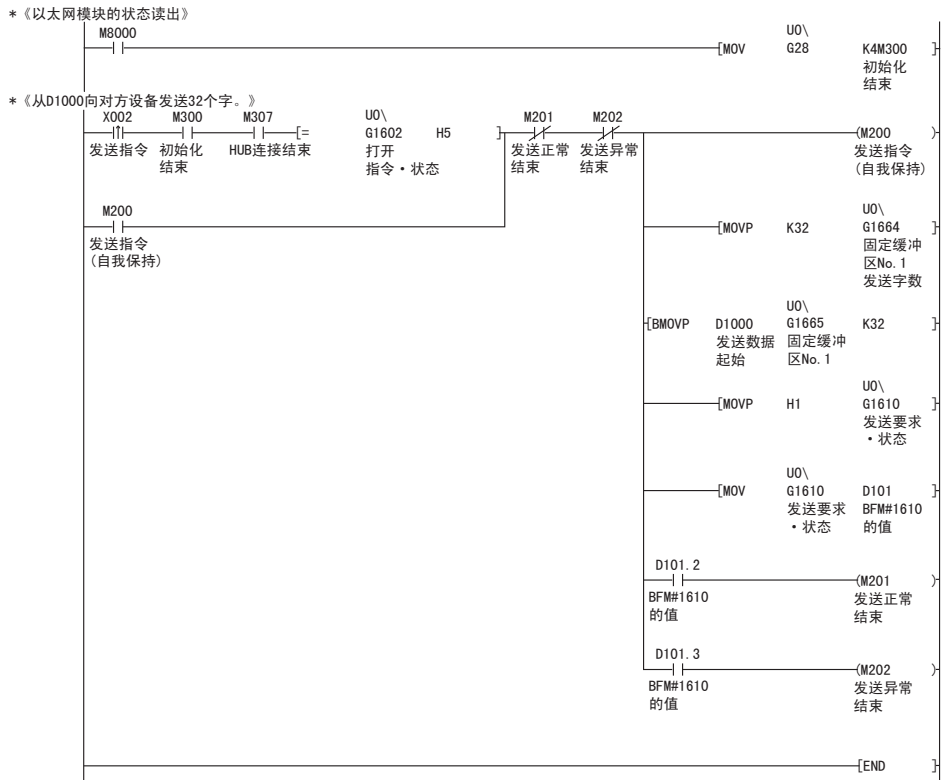 *《以太网模块的状态读出》
M8000
U0\
[MOV G28 K4M300 ]
初始化
结束
*《从D1000向对方设备发送32个字。》
X002 M300 M307 U0\ M201 M202
[= G1602 H5 ] (M200 )
发送指令 初始化 HUB连接结束 打开 发送正常 发送异常 发送指令
结束 指令・状态 结束 结束 (自我保持)
M200 U0\
[MOVP K32 G1664 ]
发送指令 固定缓冲
(自我保持) 区No.1
发送字数
U0\
[BMOVP D1000 G1665 K32 ]
发送数据 固定缓冲
起始 区No.1
U0\
[MOVP H1 G1610 ]
发送要求
・状态
U0\
[MOV G1610 D101 ]
发送要求 BFM#1610
・状态 的值
D101.2
(M201 )
BFM#1610 发送正常
的值 结束
D101.3
(M202 )
BFM#1610 发送异常
的值 结束
[END ]